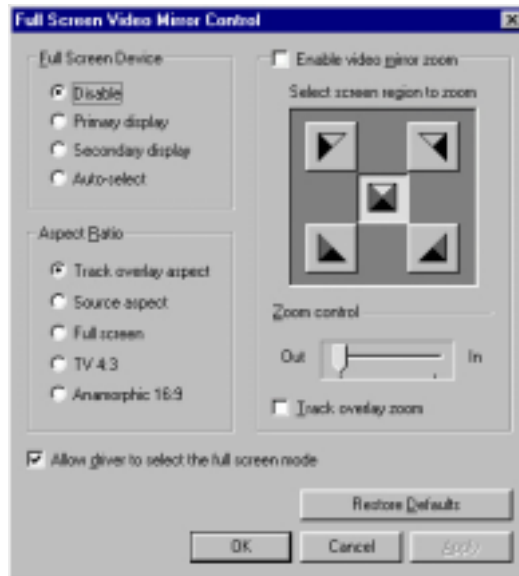 Full Screen Video Mirror Control
Full Screen Device
Disable
Primary display
Secondary display
Auto-select
Aspect Ratio
Track overlay aspect
Source aspect
Full screen
TV 4:3
Anamorphic 16:9
Enable video mirror zoom
Select screen region to zoom
Zoom control
Out
In
Track overlay zoom
Allow driver to select the full screen mode
Restore Defaults
OK
Cancel
Apply